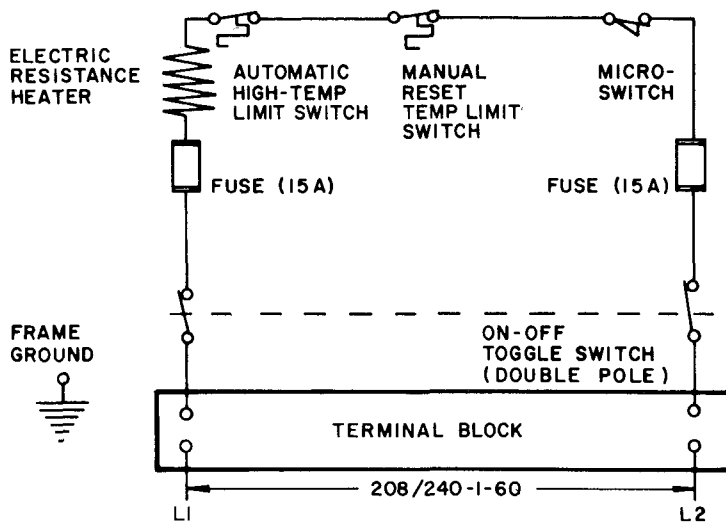 ELECTRIC
RESISTANCE
HEATER
AUTOMATIC
HIGH-TEMP
LIMIT SWITCH
MANUAL
RESET
TEMP LIMIT
SWITCH
MICRO-
SWITCH
FUSE (15A)
FUSE (15A)
FRAME
GROUND
ON-OFF
TOGGLE SWITCH
(DOUBLE POLE)
TERMINAL BLOCK
208/240-1-60
L1
L2